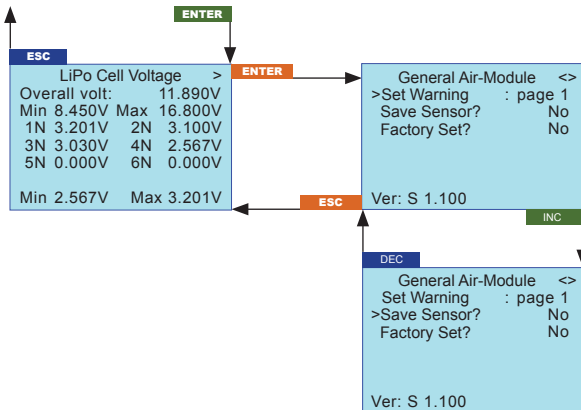 ENTER
ESC
LiPo Cell Voltage >
Overall volt: 11.890V
Min 8.450V Max 16.800V
1N 3.201V 2N 3.100V
3N 3.030V 4N 2.567V
5N 0.000V 6N 0.000V
Min 2.567V Max 3.201V
ENTER
ESC
General Air-Module <>
>Set Warning : page 1
Save Sensor? No
Factory Set? No
Ver: S 1.100
INC
DEC
General Air-Module <>
Set Warning : page 1
>Save Sensor? No
Factory Set? No
Ver: S 1.100